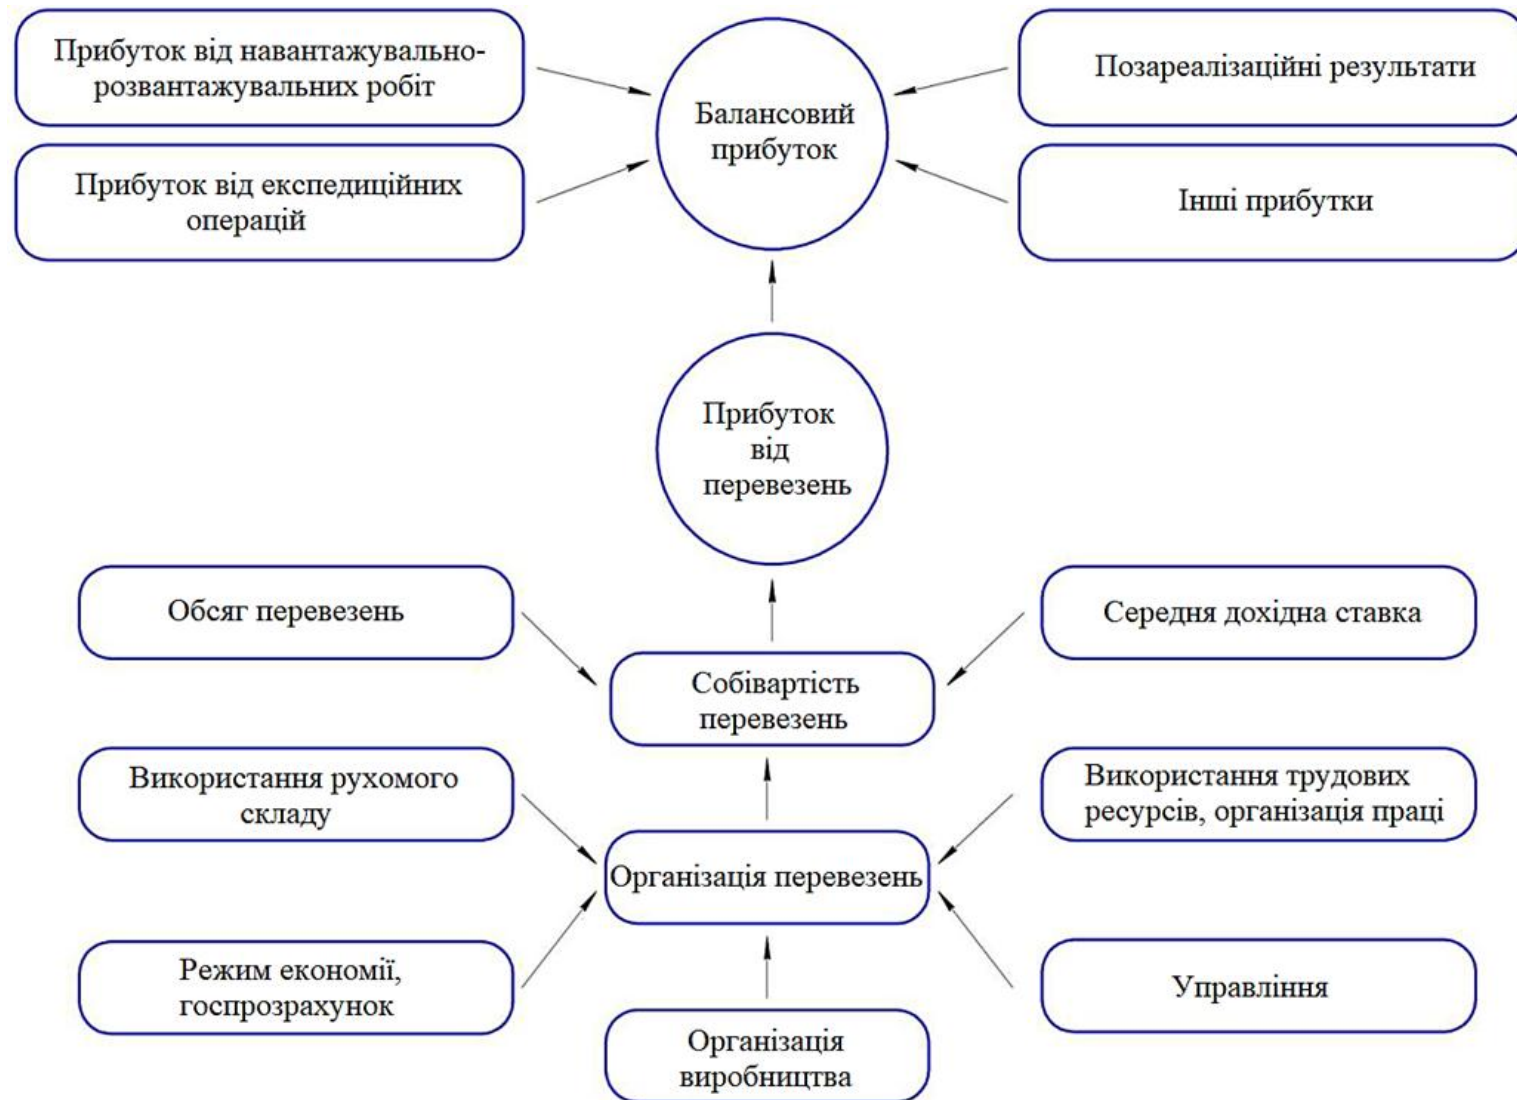 Прибуток від навантажувально-
розвантажувальних робіт
Позареалізаційні результати
Балансовий
прибуток
Прибуток від експедиційних
операцій
Інші прибутки
Прибуток
від
перевезень
Обсяг перевезень
Середня дохідна ставка
Собівартість
перевезень
Використання рухомого
складу
Використання трудових
ресурсів, організація праці
Організація перевезень
Режим економії,
госпрозрахунок
Управління
Організація
виробництва